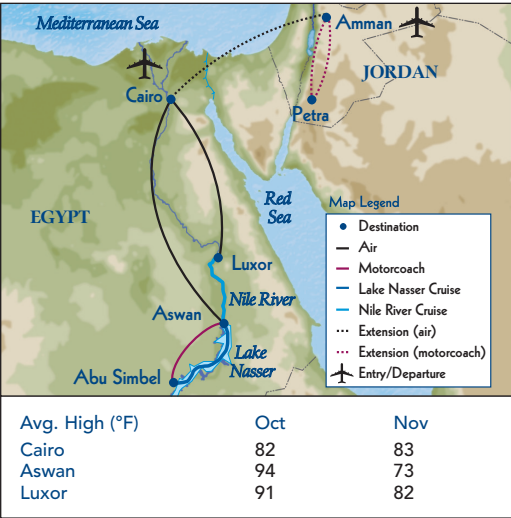 Mediterranean Sea
Amman
JORDAN
Cairo
Petra
Red
Sea
EGYPT
Map Legend
Destination
Air
Motorcoach
Lake Nasser Cruise
Nile River Cruise
Extension (air)
Extension (motorcoach)
Entry/Departure
Luxor
Nile River
Aswan
Lake
Nasser
Abu Simbel
Avg. High (°F) Oct Nov
Cairo 82 83
Aswan 94 73
Luxor 91 82